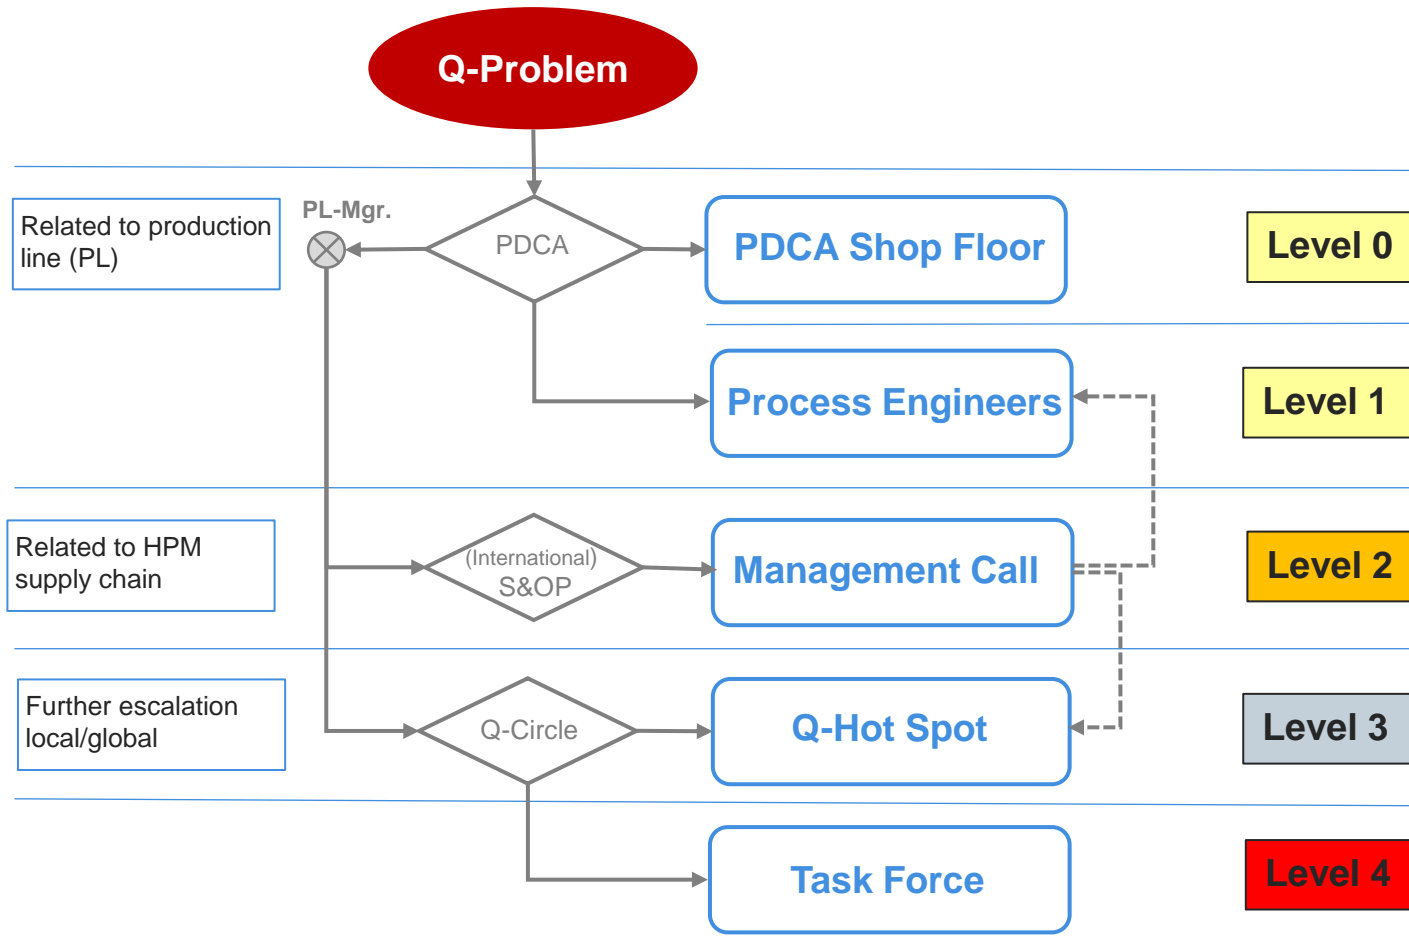 Q-Problem
PL-Mgr.
Related to production
line (PL)
PDCA
PDCA Shop Floor
Level 0
Process Engineers
Level 1
Related to HPM
supply chain
(International)
S&OP
Management Call
Level 2
Further escalation
local/global
Q-Circle
Q-Hot Spot
Level 3
Task Force
Level 4